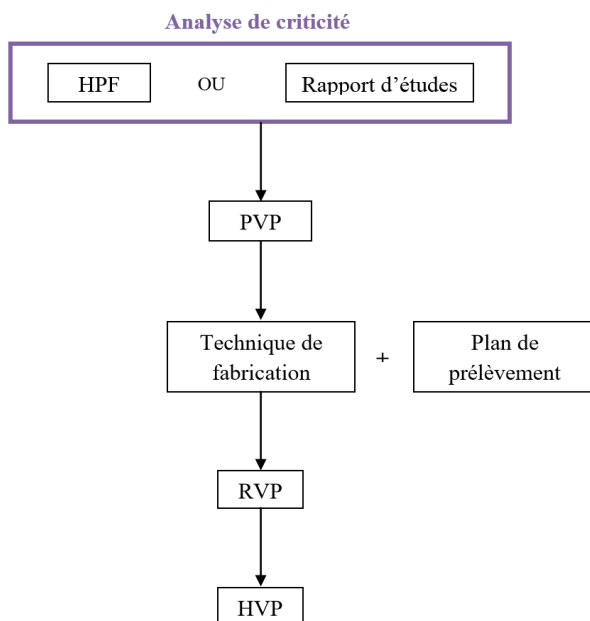 Analyse de criticité
HPF OU Rapport d'études
PVP
Technique de
fabrication
+
Plan de
prélèvement
RVP
HVP